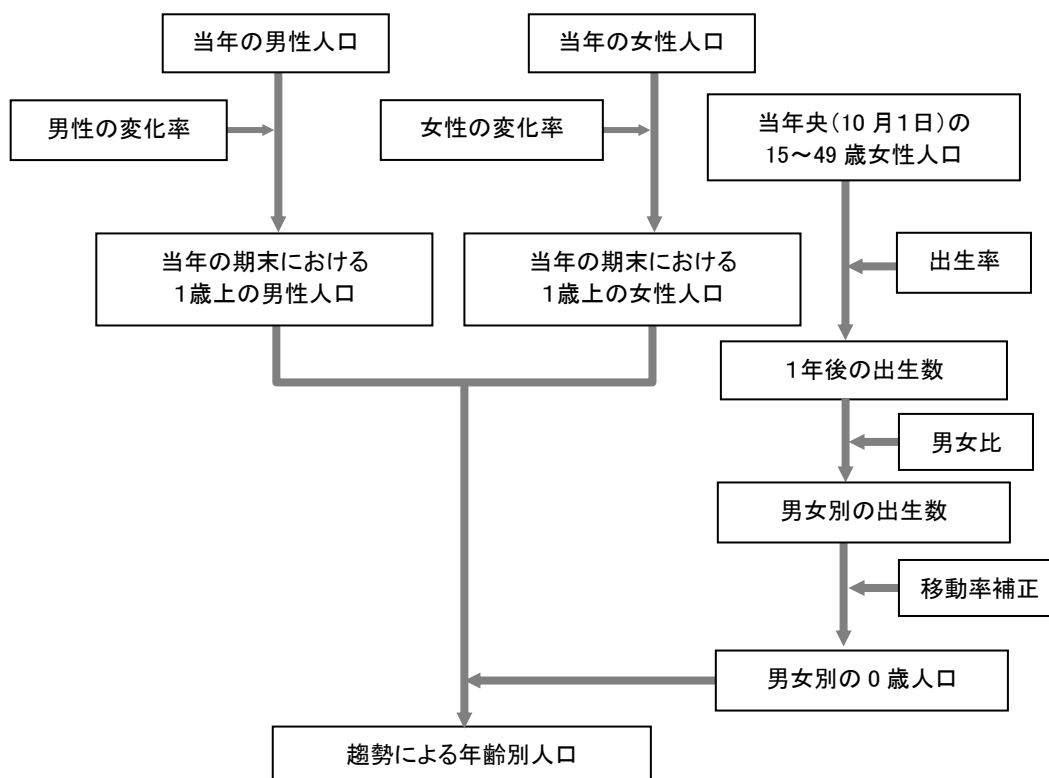 当年の男性人口
当年の女性人口
男性の変化率
女性の変化率
当年央（10月１日）の
15～49歳女性人口
当年の期末における
１歳上の男性人口
当年の期末における
１歳上の女性人口
出生率
１年後の出生数
男女比
男女別の出生数
移動率補正
男女別の０歳人口
趨勢による年齢別人口